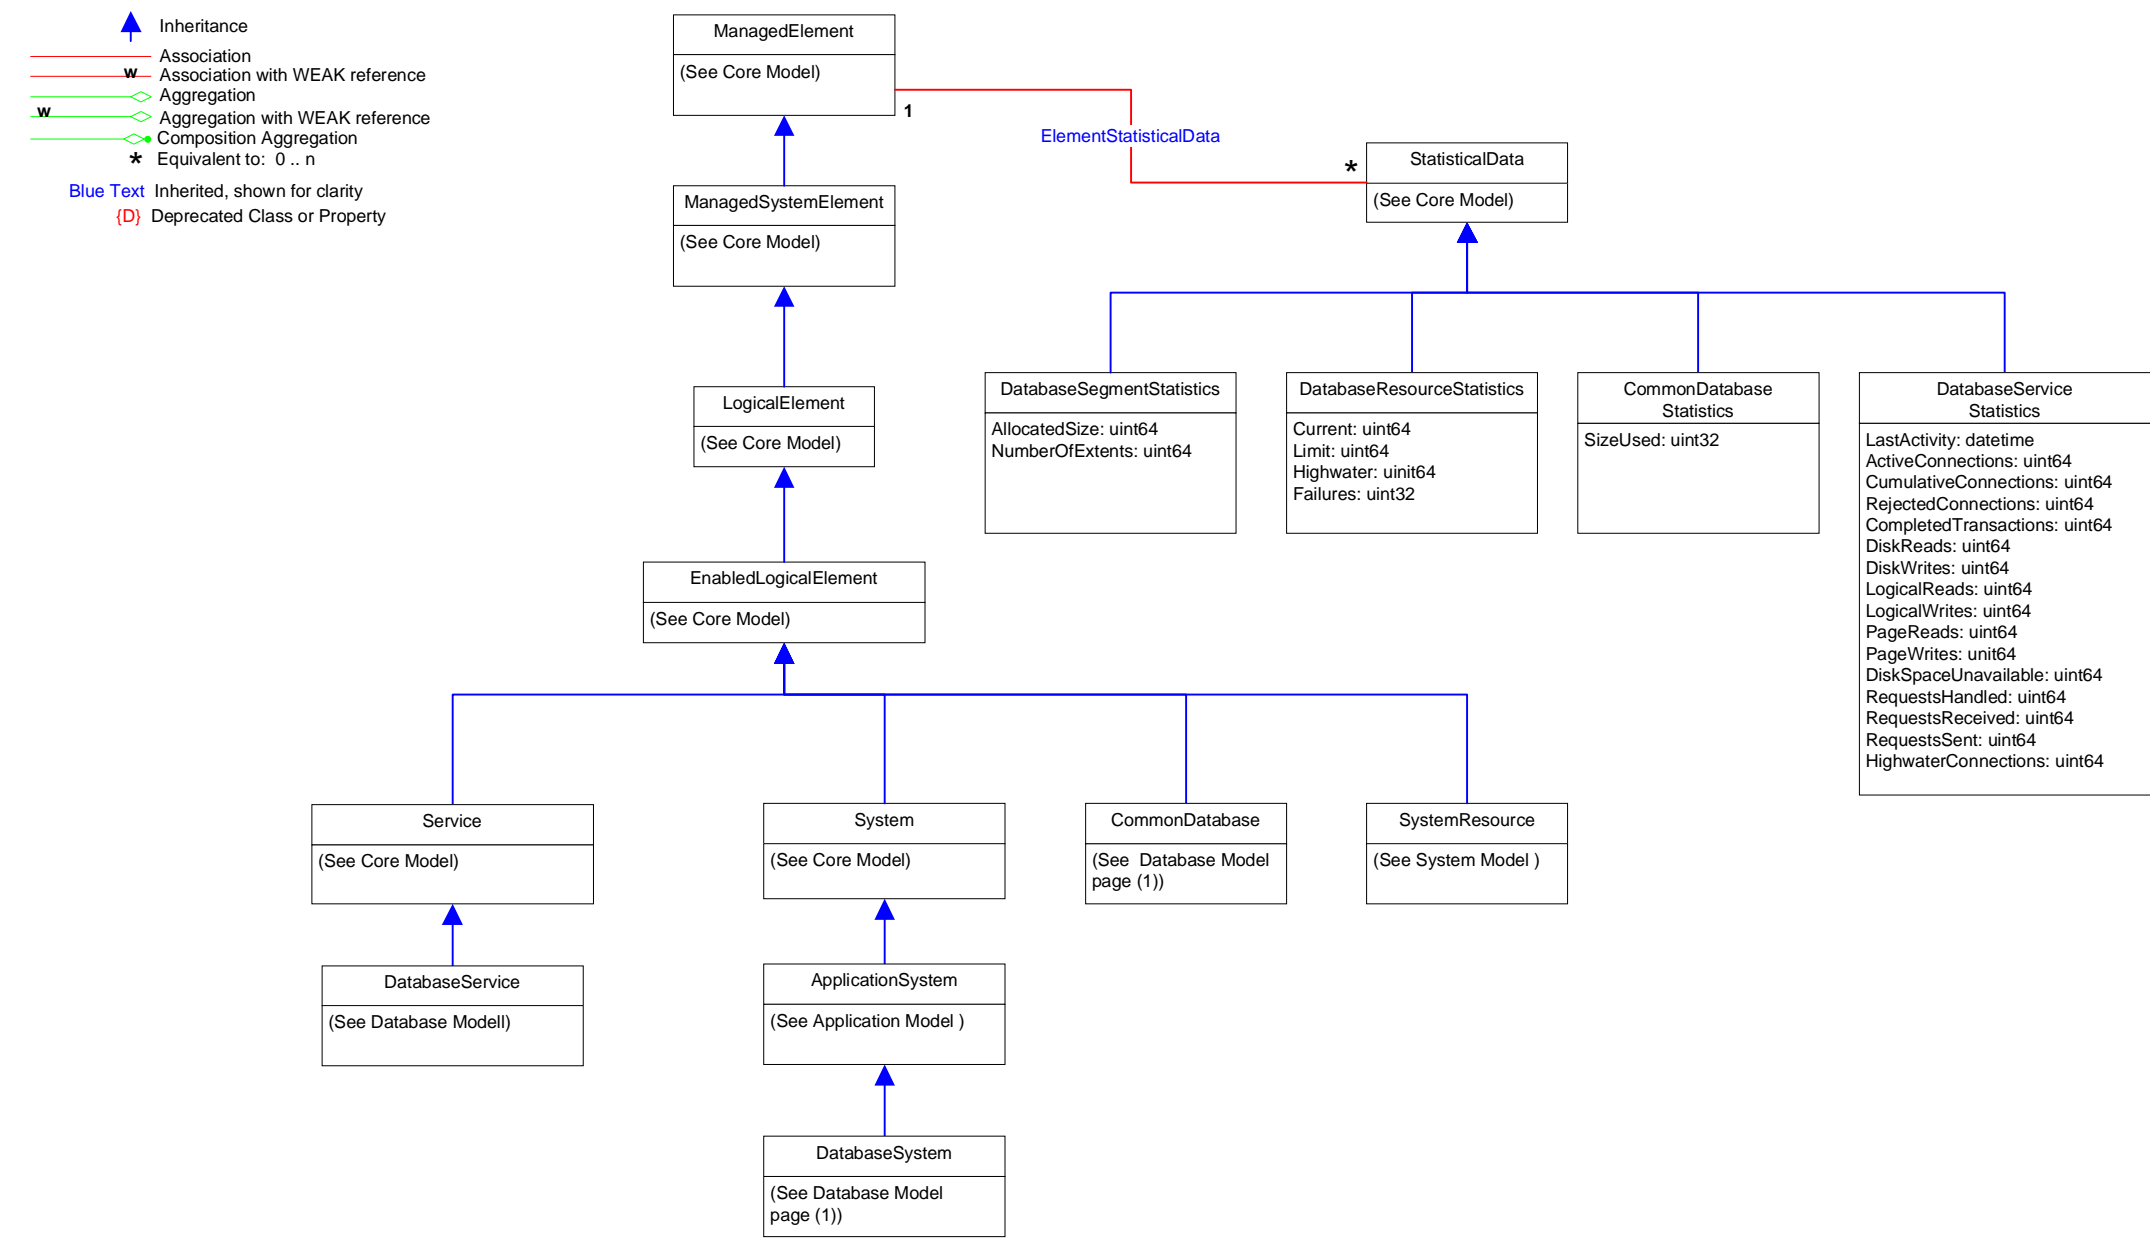 Inheritance
Association
w Association with WEAK reference
Aggregation
w Aggregation with WEAK reference
Composition Aggregation
* Equivalent to: 0 .. n
Blue Text Inherited, shown for clarity
{D} Deprecated Class or Property
ManagedElement
(See Core Model)
1
ElementStatisticalData
*
StatisticalData
(See Core Model)
ManagedSystemElement
(See Core Model)
LogicalElement
(See Core Model)
EnabledLogicalElement
(See Core Model)
DatabaseSegmentStatistics
AllocatedSize: uint64
NumberOfExtents: uint64
DatabaseResourceStatistics
Current: uint64
Limit: uint64
Highwater: uinit64
Failures: uint32
CommonDatabase
Statistics
SizeUsed: uint32
DatabaseService
Statistics
LastActivity: datetime
ActiveConnections: uint64
CumulativeConnections: uint64
RejectedConnections: uint64
CompletedTransactions: uint64
DiskReads: uint64
DiskWrites: uint64
LogicalReads: uint64
LogicalWrites: uint64
PageReads: uint64
PageWrites: unit64
DiskSpaceUnavailable: uint64
RequestsHandled: uint64
RequestsReceived: uint64
RequestsSent: uint64
HighwaterConnections: uint64
Service
(See Core Model)
System
(See Core Model)
CommonDatabase
(See Database Model
page (1))
SystemResource
(See System Model )
DatabaseService
(See Database Modell)
ApplicationSystem
(See Application Model )
DatabaseSystem
(See Database Model
page (1))